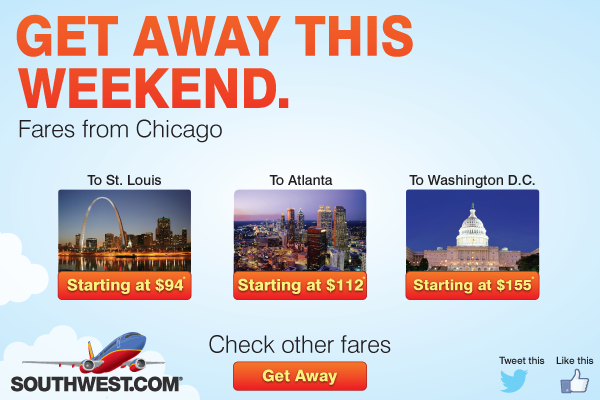 GET AWAY THIS
WEEKEND.
Fares from Chicago
To St. Louis
Starting at $94*
To Atlanta
Starting at $112
To Washington D.C.
Starting at $155*
Check other fares
Get Away
SOUTHWEST.COM®
Tweet this
Like this